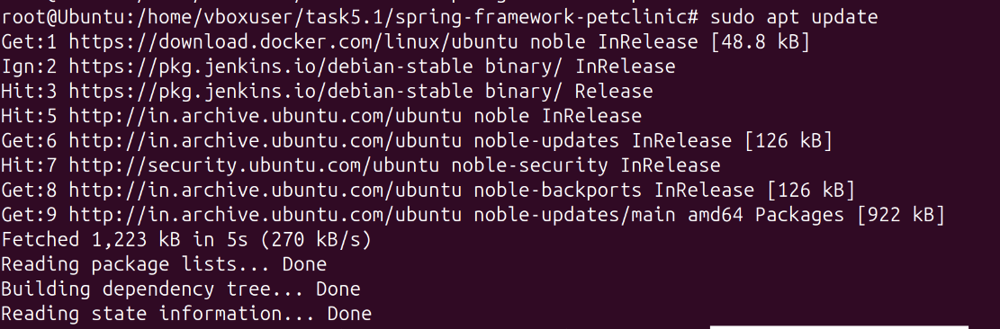 root@Ubuntu:/home/vboxuser/task5.1/spring-framework-petclinic# sudo apt update
Get:1 https://download.docker.com/linux/ubuntu noble InRelease [48.8 kB]
Ign:2 https://pkg.jenkins.io/debian-stable binary/ InRelease
Hit:3 https://pkg.jenkins.io/debian-stable binary/ Release
Hit:5 http://in.archive.ubuntu.com/ubuntu noble InRelease
Get:6 http://in.archive.ubuntu.com/ubuntu noble-updates InRelease [126 kB]
Hit:7 http://security.ubuntu.com/ubuntu noble-security InRelease
Get:8 http://in.archive.ubuntu.com/ubuntu noble-backports InRelease [126 kB]
Get:9 http://in.archive.ubuntu.com/ubuntu noble-updates/main amd64 Packages [922 kB]
Fetched 1,223 kB in 5s (270 kB/s)
Reading package lists... Done
Building dependency tree... Done
Reading state information... Done